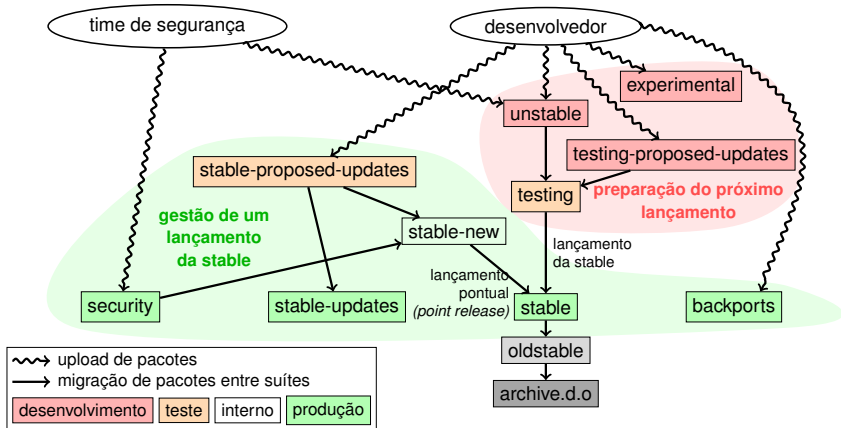 time de segurança
desenvolvedor
experimental
unstable
testing-proposed-updates
stable-proposed-updates
testing
preparação do próximo
lançamento
gestão de um
lançamento
da stable
stable-new
lançamento
da stable
lançamento
pontual
(point release)
security
stable-updates
stable
backports
oldstable
archive.d.o
upload de pacotes
migração de pacotes entre suítes
desenvolvimento teste interno produção